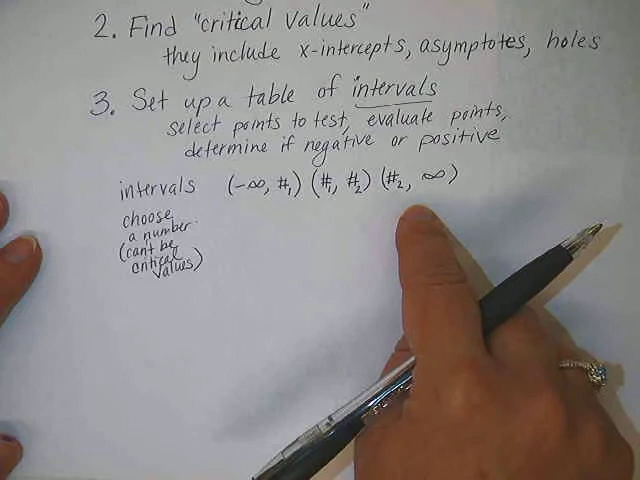 2. Find "critical values"
they include x-intercepts, asymptotes, holes
3. Set up a table of intervals
select points to test, evaluate points,
determine if negative or positive
intervals (-∞, #₁) (#₁, #₂) (#₂, ∞)
choose
a number.
(cant be
critical
values)